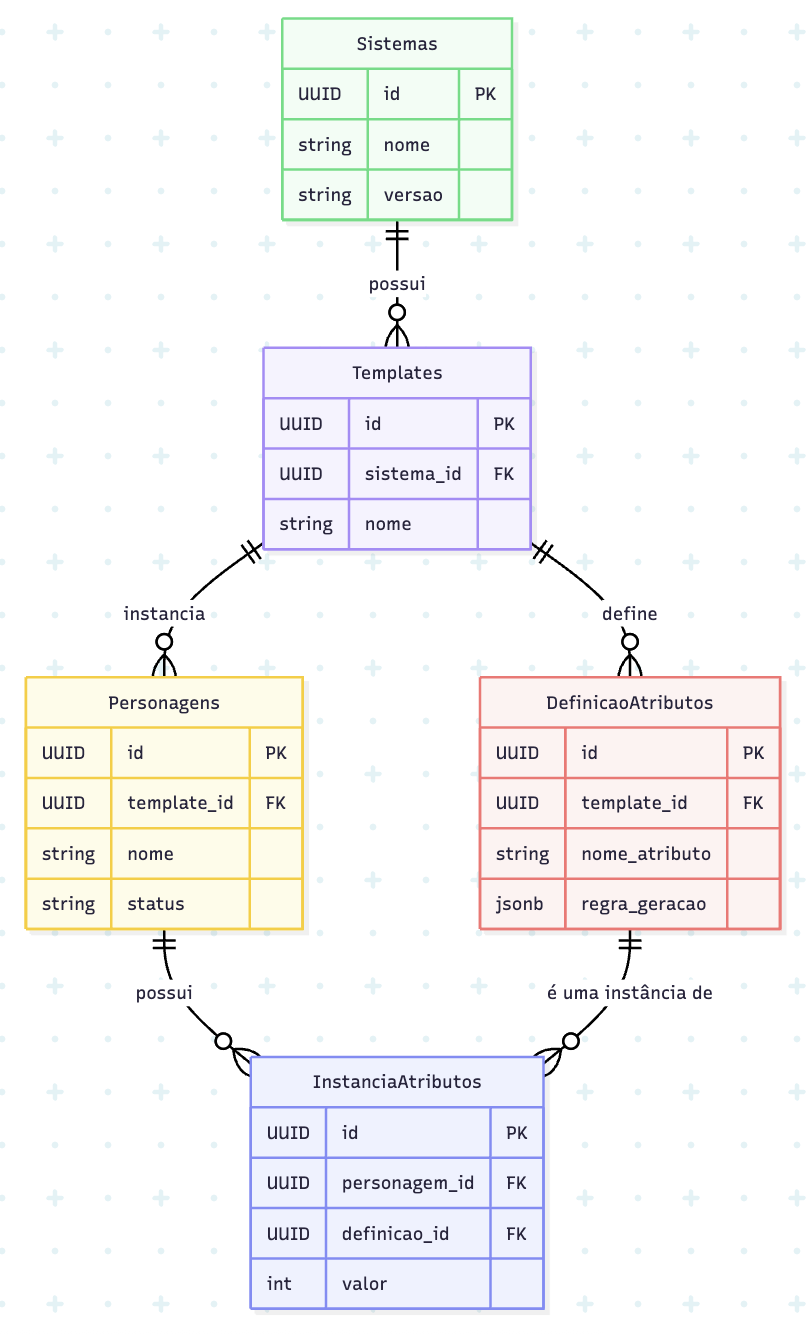 Sistemas
UUID id PK
string nome
string versao
possui
Templates
UUID id PK
UUID sistema_id FK
string nome
instancia
define
Personagens
UUID id PK
UUID template_id FK
string nome
string status
DefinicaoAtributos
UUID id PK
UUID template_id FK
string nome_atributo
jsonb regra_geracao
possui
é uma instância de
InstanciaAtributos
UUID id PK
UUID personagem_id FK
UUID definicao_id FK
int valor